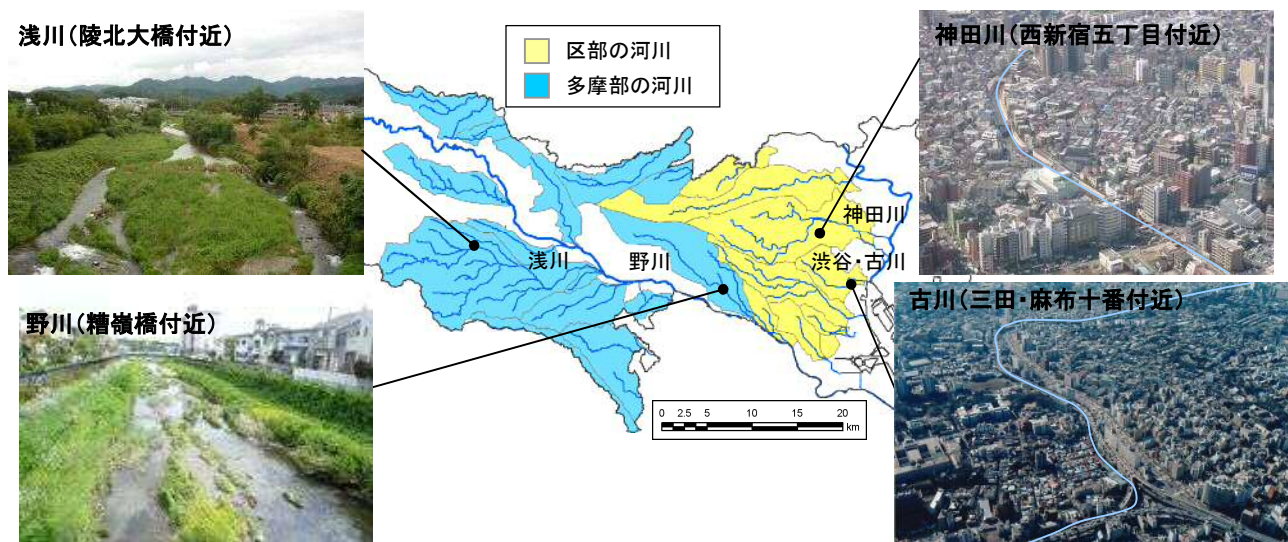 浅川（陵北大橋付近）
区部の河川
多摩部の河川
神田川（西新宿五丁目付近）
神田川
浅川
野川
渋谷・古川
野川（糟嶺橋付近）
古川（三田・麻布十番付近）
0 2.5 5 10 15 20
km